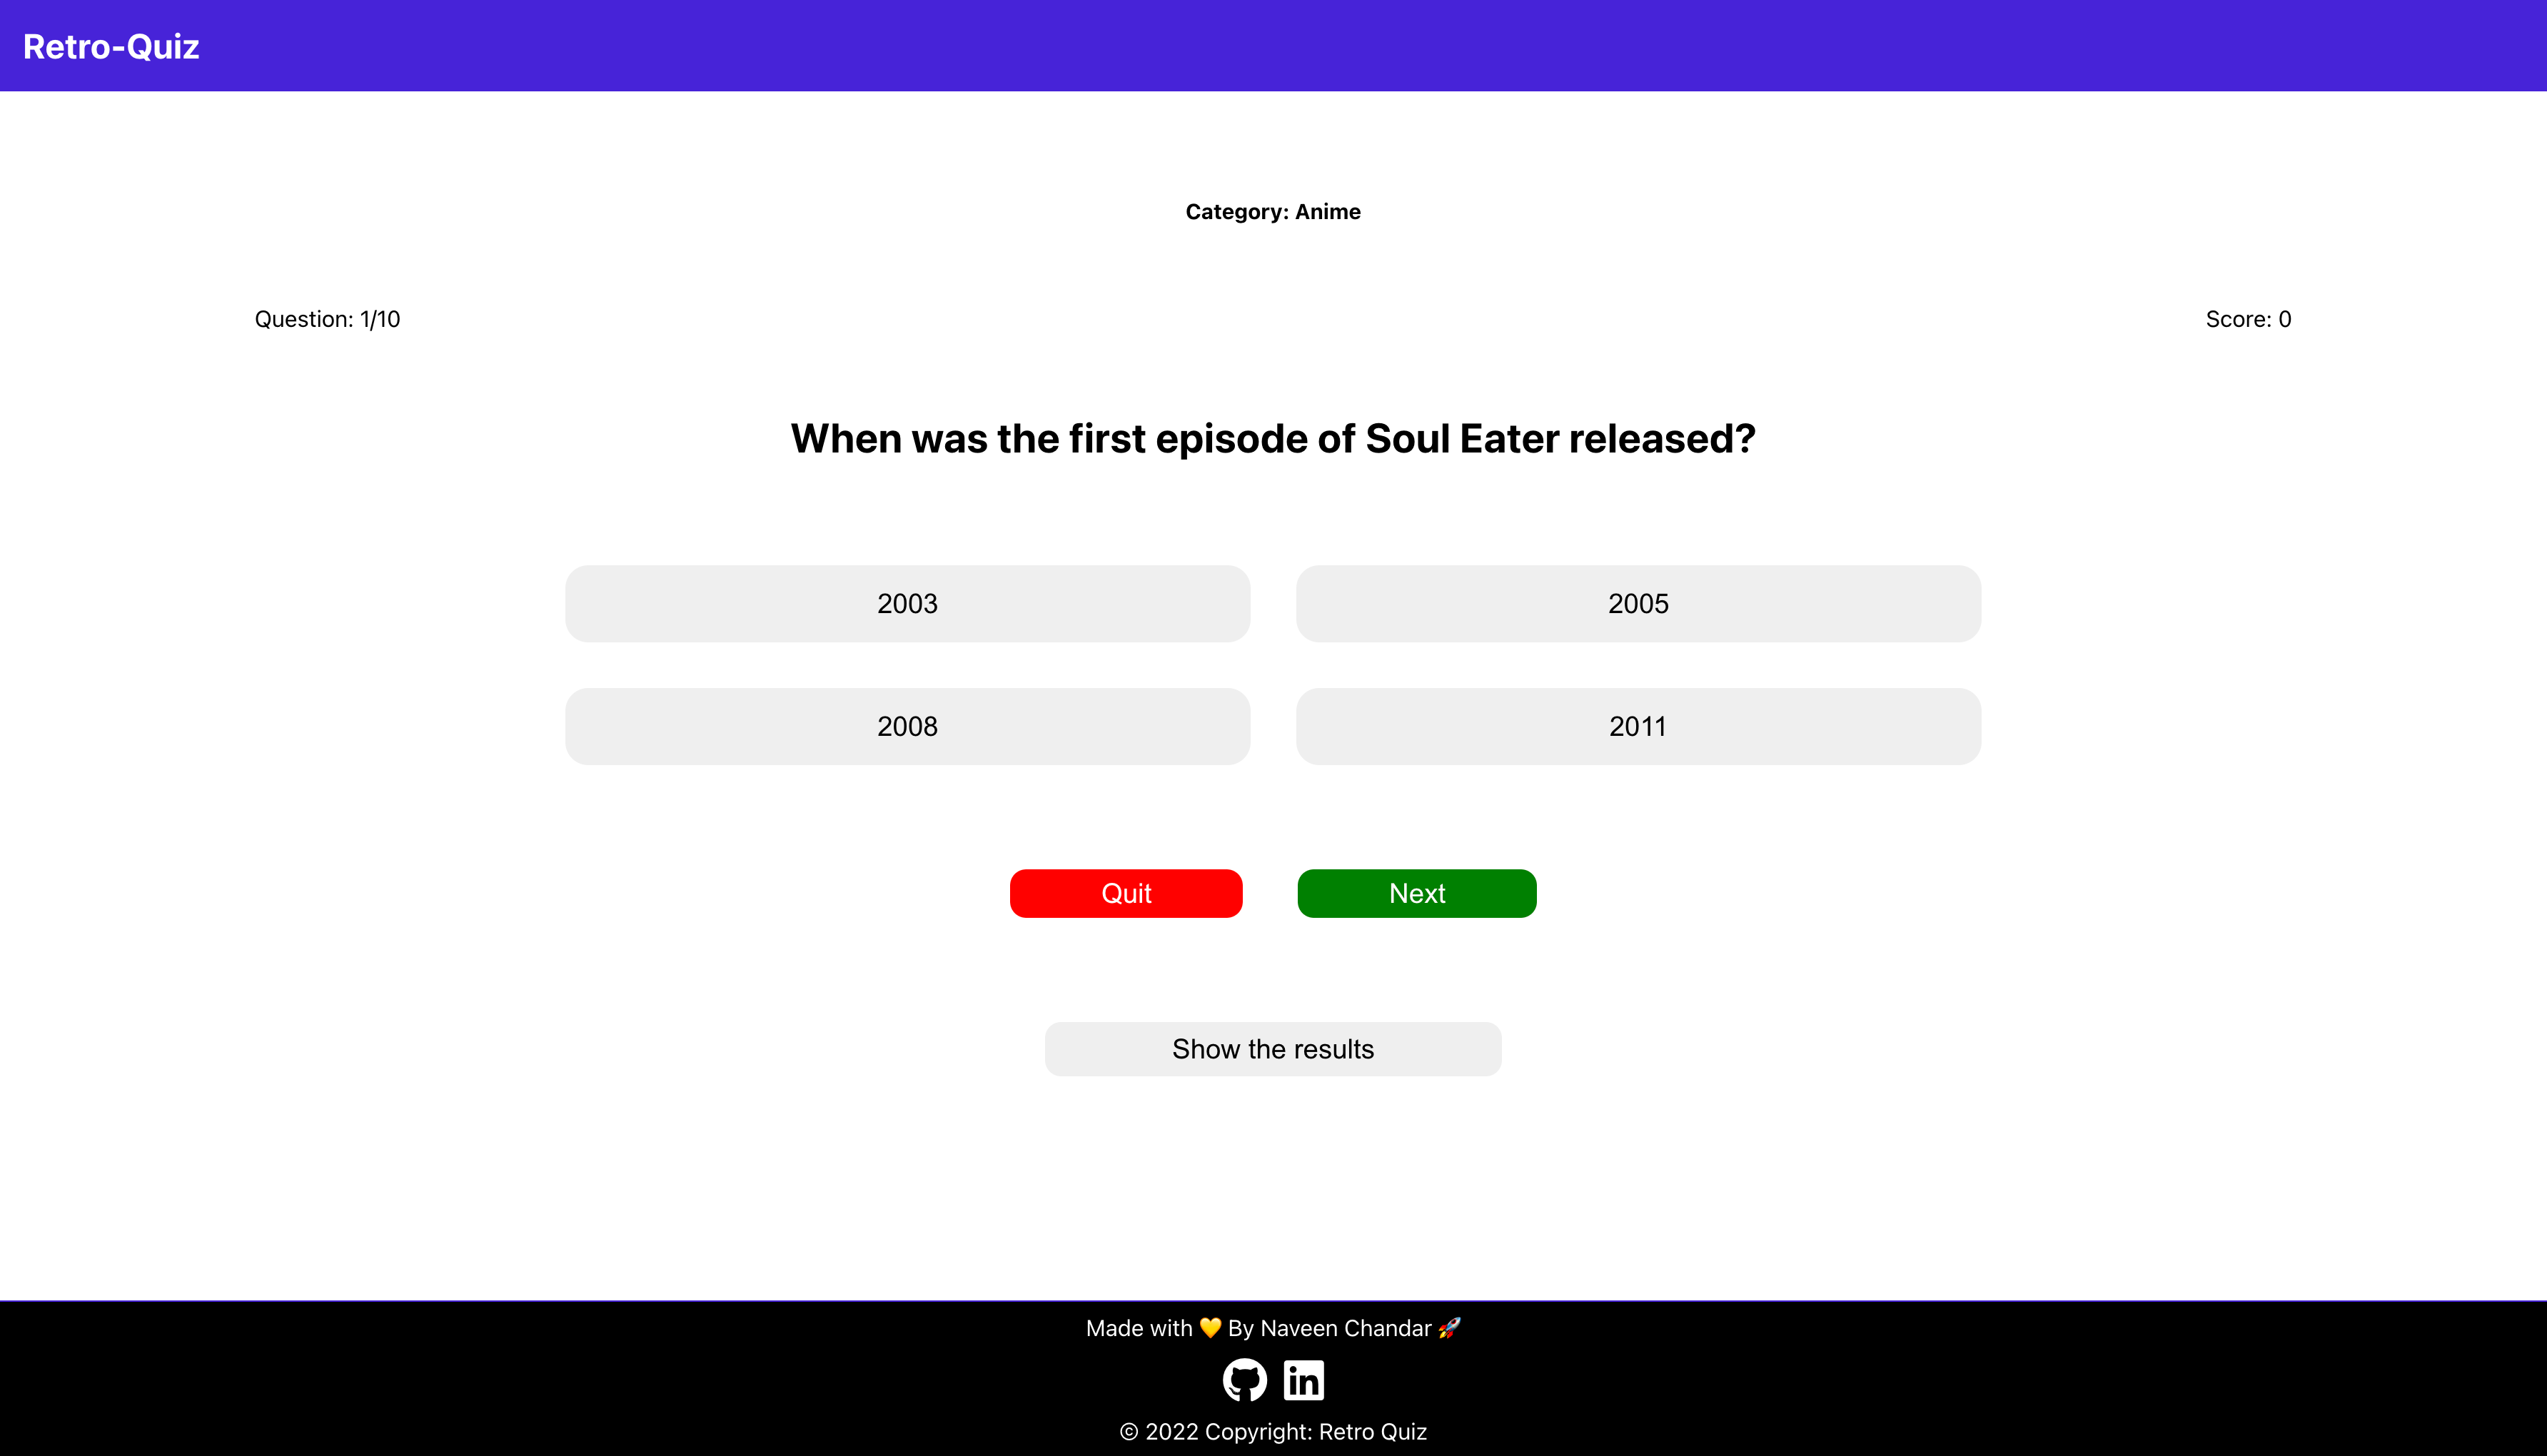 Retro-Quiz
Category: Anime
Question: 1/10
Score: 0
When was the first episode of Soul Eater released?
2003
2005
2008
2011
Quit
Next
Show the results
Made with 💛 By Naveen Chandar 🚀
© 2022 Copyright: Retro Quiz